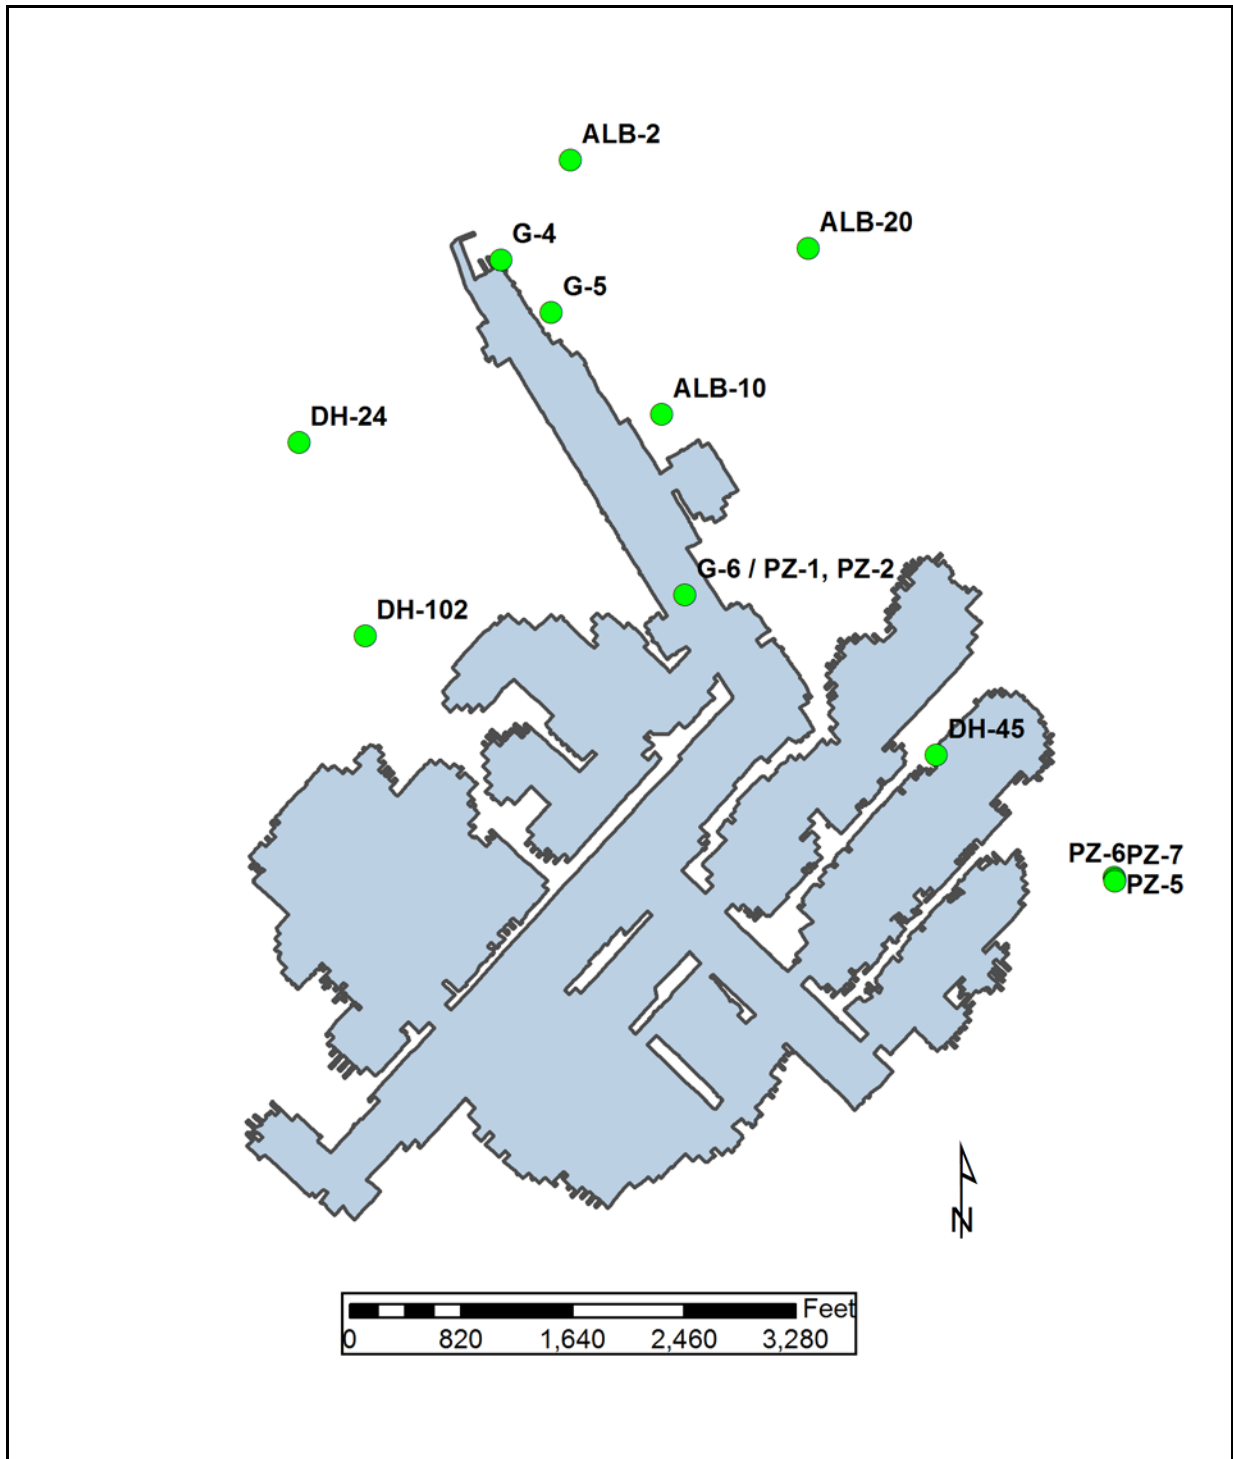 ALB-2
ALB-20
G-4
G-5
ALB-10
DH-24
G-6 / PZ-1, PZ-2
DH-102
DH-45
PZ-6PZ-7
PZ-5
N
Feet
0 820 1,640 2,460 3,280